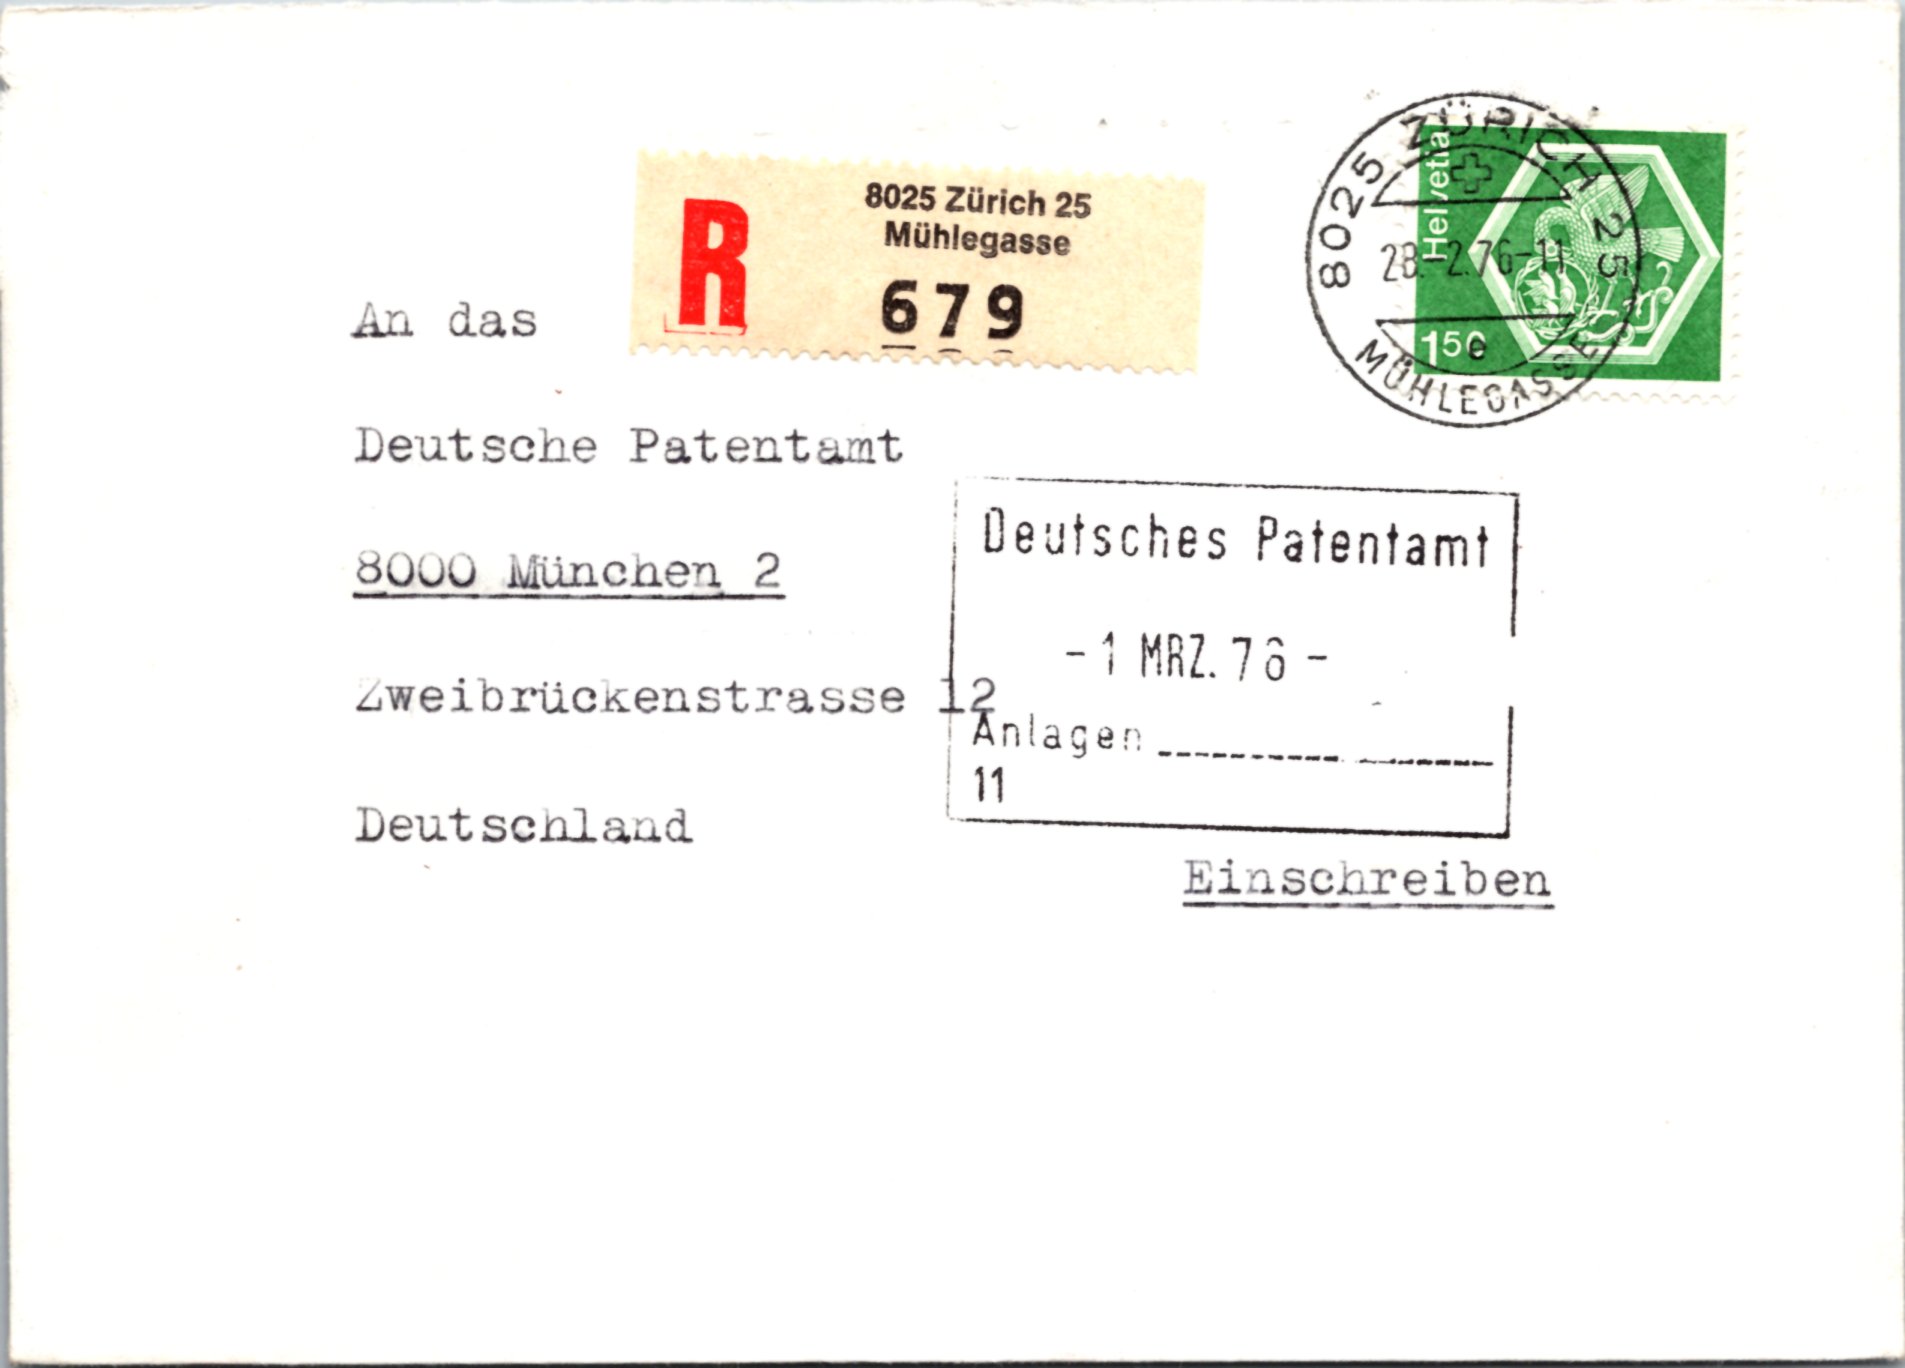 8025 Zürich 25
Mühlegasse
R
679
8025 ZÜRICH 25
28.-2.76-11
e
MÜHLEGASSE
Helvetia
150
An das
Deutsche Patentamt
8000 München 2
Zweibrückenstrasse 12
Deutschland
Deutsches Patentamt
-1 MRZ. 76 -
Anlagen
11
Einschreiben